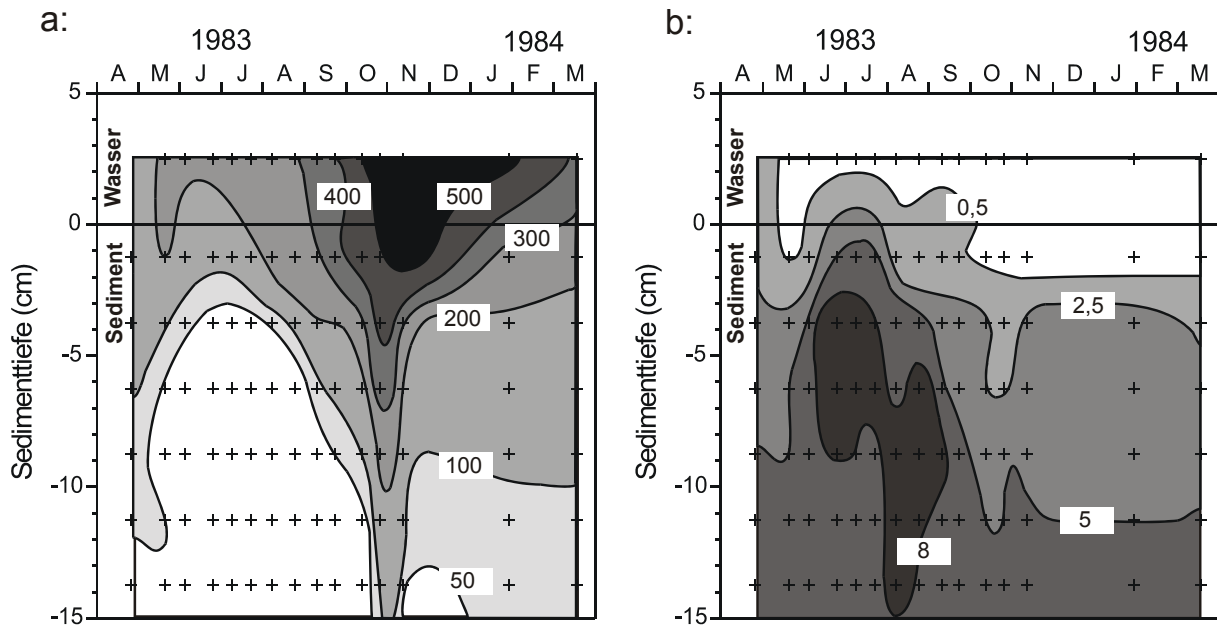 a:
1983 1984
A M J J A S O N D J F M
5
0
-5
-10
-15
Sedimenttiefe (cm)
Wasser
Sediment
400
500
300
200
100
50
b:
1983 1984
A M J J A S O N D J F M
5
0
-5
-10
-15
Sedimenttiefe (cm)
Wasser
Sediment
0,5
2,5
5
8